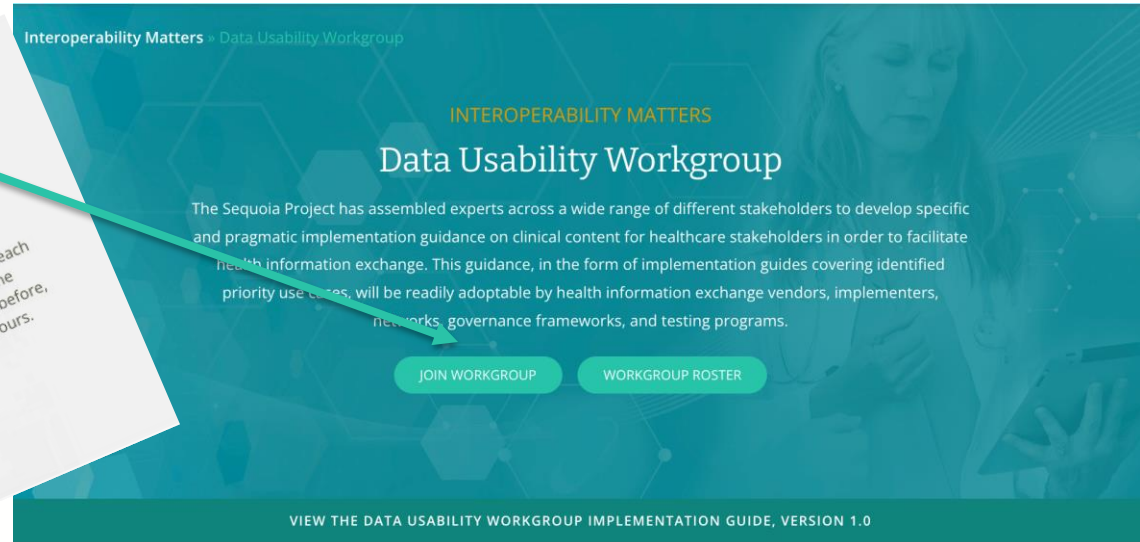 Interoperability Matters » Data Usability Workgroup
INTEROPERABILITY MATTERS
Data Usability Workgroup
The Sequoia Project has assembled experts across a wide range of different stakeholders to develop specific
and pragmatic implementation guidance on clinical content for healthcare stakeholders in order to facilitate
health information exchange. This guidance, in the form of implementation guides covering identified
priority use cases, will be readily adoptable by health information exchange vendors, implementers,
networks, governance frameworks, and testing programs.
JOIN WORKGROUP
WORKGROUP ROSTER
VIEW THE DATA USABILITY WORKGROUP IMPLEMENTATION GUIDE, VERSION 1.0
each
before,
ours.